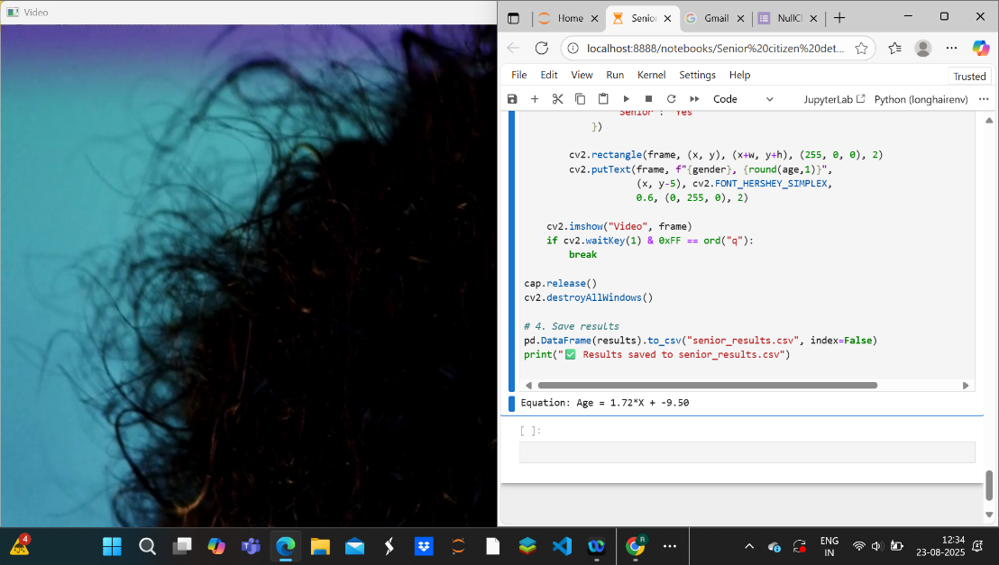 Video
Home
Senior
Gmail
NullCl
localhost:8888/notebooks/Senior%20citizen%20det...
File Edit View Run Kernel Settings Help
Trusted
Code
JupyterLab
Python (longhairenv)
"Senior": "Yes"
})
cv2.rectangle(frame, (x, y), (x+w, y+h), (255, 0, 0), 2)
cv2.putText(frame, f"{gender}, {round(age,1)}",
(x, y-5), cv2.FONT_HERSHEY_SIMPLEX,
0.6, (0, 255, 0), 2)
cv2.imshow("Video", frame)
if cv2.waitKey(1) & 0xFF == ord("q"):
break
cap.release()
cv2.destroyAllWindows()
# 4. Save results
pd.DataFrame(results).to_csv("senior_results.csv", index=False)
print("✅ Results saved to senior_results.csv")
Equation: Age = 1.72*X + -9.50
[ ]:
4
R
ENG
IN
12:34
23-08-2025